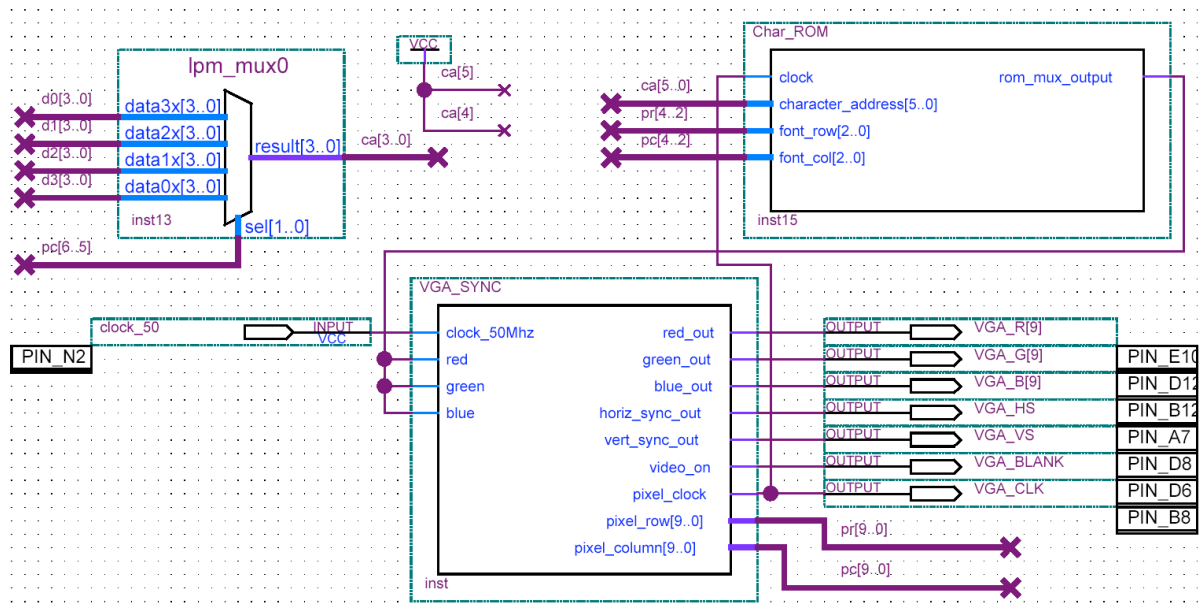 lpm_mux0
d0[3..0]
data3x[3..0]
d1[3..0]
data2x[3..0]
d2[3..0]
data1x[3..0]
d3[3..0]
data0x[3..0]
result[3..0]
ca[3..0]
inst13
sel[1..0]
pc[6..5]
VCC
ca[5]
ca[4]
Char_ROM
clock
rom_mux_output
ca[5..0]
character_address[5..0]
pr[4..2]
font_row[2..0]
pc[4..2]
font_col[2..0]
inst15
clock_50
INPUT
VCC
PIN_N2
VGA_SYNC
clock_50Mhz
red
green
blue
red_out
green_out
blue_out
horiz_sync_out
vert_sync_out
video_on
pixel_clock
pixel_row[9..0]
pixel_column[9..0]
inst
OUTPUT VGA_R[9]
OUTPUT VGA_G[9]
OUTPUT VGA_B[9]
OUTPUT VGA_HS
OUTPUT VGA_VS
OUTPUT VGA_BLANK
OUTPUT VGA_CLK
PIN_E10
PIN_D12
PIN_B12
PIN_A7
PIN_D8
PIN_D6
PIN_B8
pr[9..0]
pc[9..0]